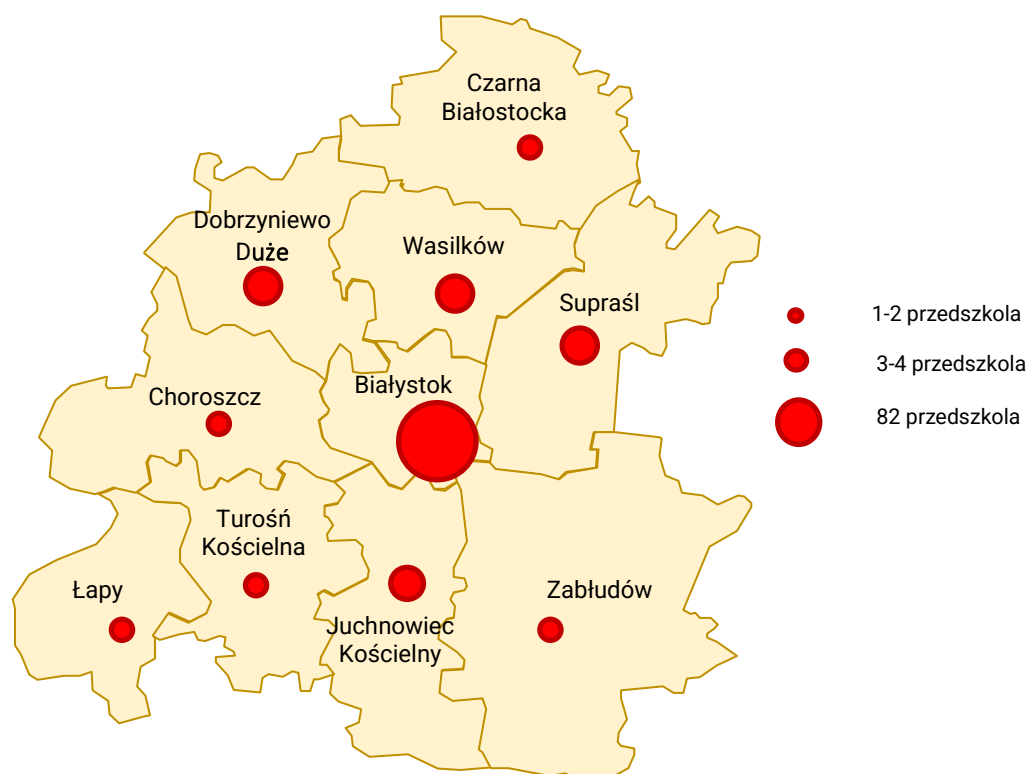 Czarna
Białostocka
Dobrzyniewo
Duże
Wasilków
Supraśl
1-2 przedszkola
3-4 przedszkola
Białystok
Choroszcz
82 przedszkola
Turośń
Kościelna
Łapy
Zabłudów
Juchnowiec
Kościelny